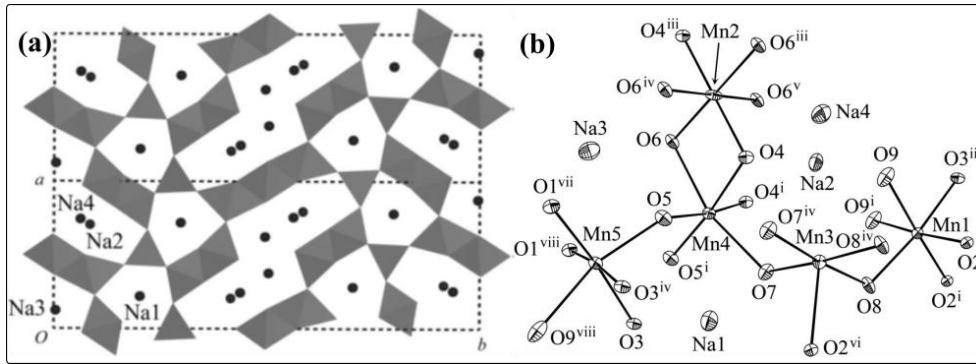 (a)
a
Na4
Na2
Na3
Na1
O
b
(b)
O4ⁱⁱⁱ
Mn2
O6ⁱⁱⁱ
O6ⁱᵛ
O6ᵛ
Na4
Na3
O6
O4
O9
O3ⁱⁱ
Na2
O1ᵛⁱⁱ
O5
O4ⁱ
O9ⁱ
O7ⁱᵛ
Mn1
O1ᵛⁱⁱⁱ
Mn5
Mn4
Mn3
O8ⁱᵛ
O2
O5ⁱ
O3ⁱᵛ
O7
O8
O2ⁱ
O9ᵛⁱⁱⁱ
O3
Na1
O2ᵛⁱ